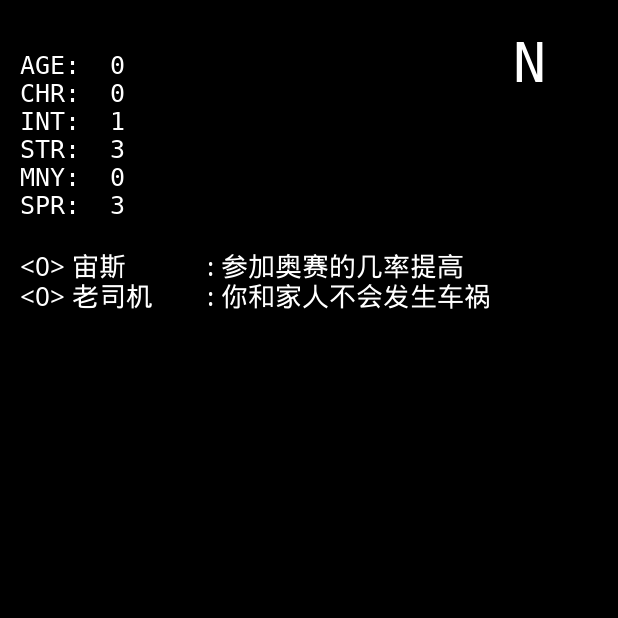 N
AGE: 0
CHR: 0
INT: 1
STR: 3
MNY: 0
SPR: 3
<O> 宙斯 : 参加奥赛的几率提高
<O> 老司机 : 你和家人不会发生车祸